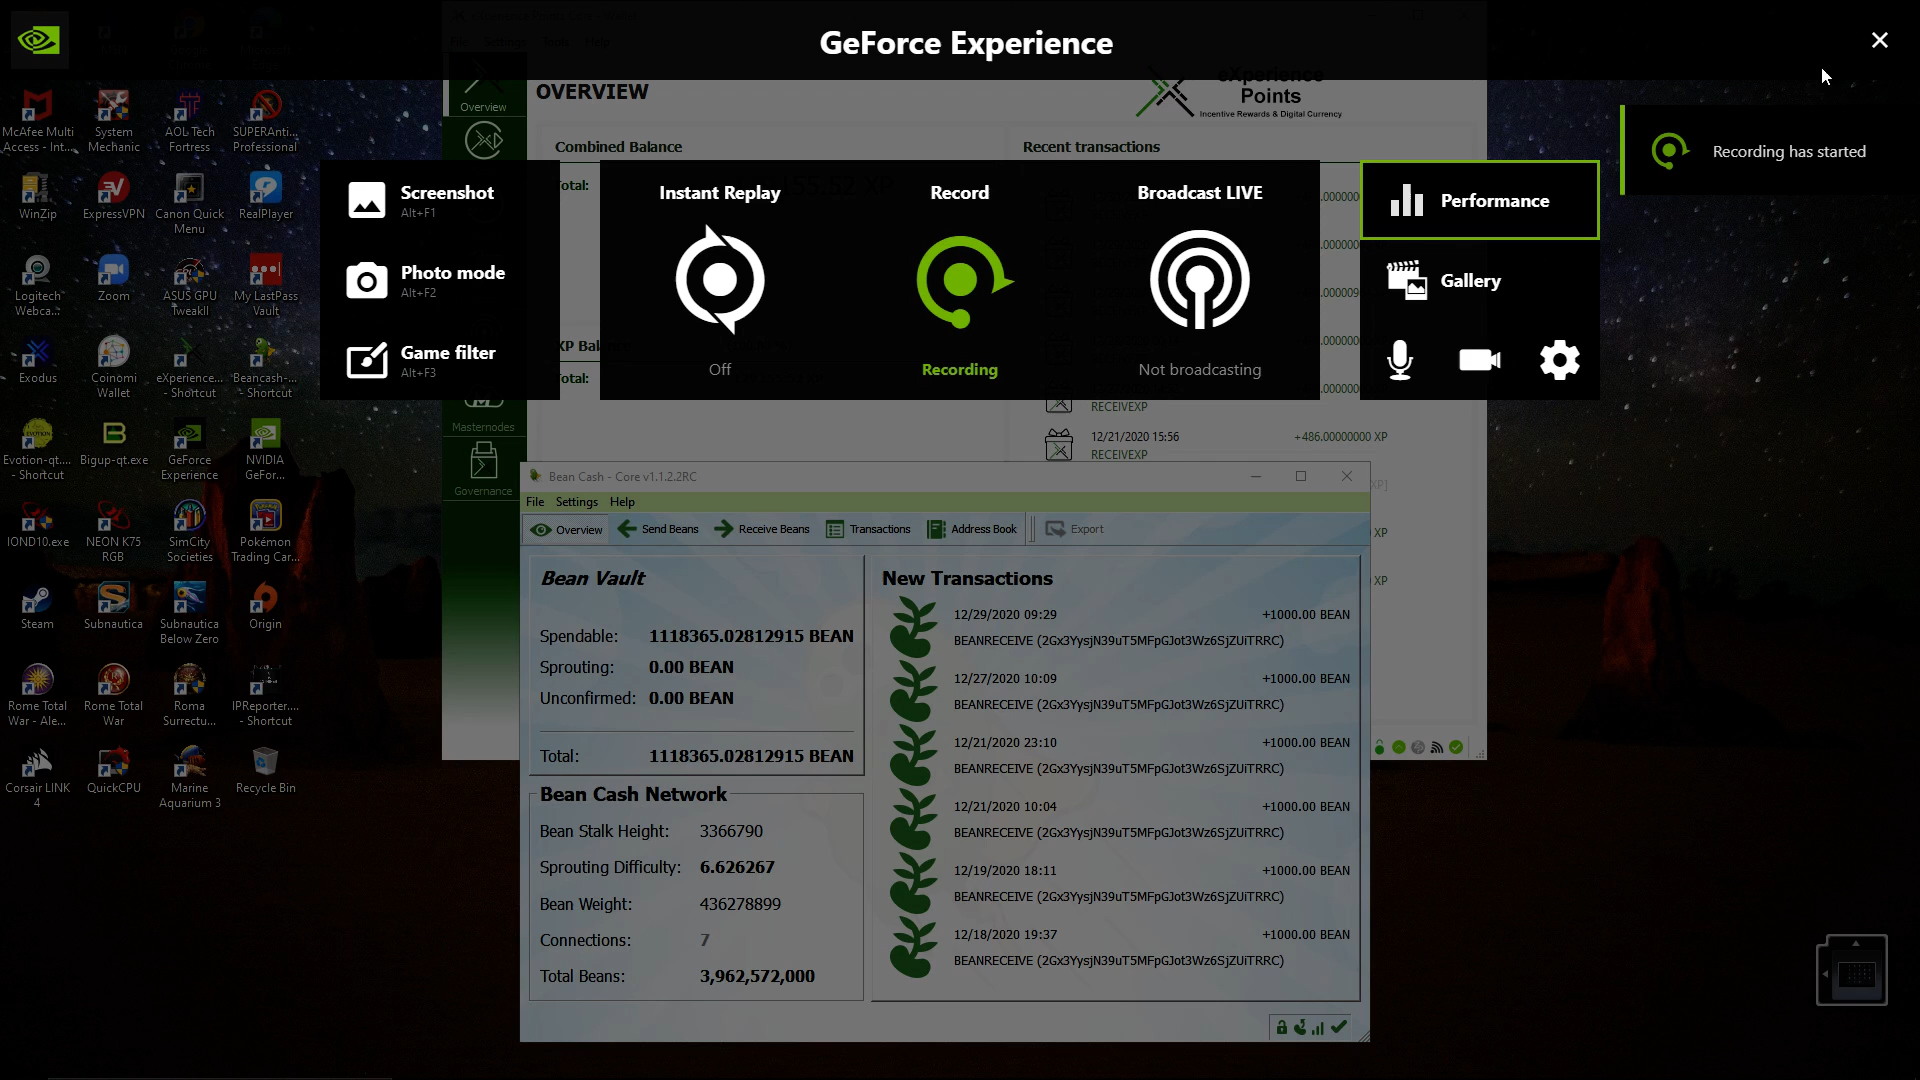 GeForce Experience
Recording has started
Screenshot
Alt+F1
Photo mode
Alt+F2
Game filter
Alt+F3
Instant Replay
Off
Record
Recording
Broadcast LIVE
Not broadcasting
Performance
Gallery
McAfee Multi Access - Int...
System Mechanic
AOL Tech Fortress
SUPERAnti... Professional
WinZip
ExpressVPN
Canon Quick Menu
RealPlayer
Logitech Webca...
Zoom
ASUS GPU TweakII
My LastPass Vault
Exodus
Coinomi Wallet
eXperience... - Shortcut
Beancash-... - Shortcut
Evotion-qt.... - Shortcut
Bigup-qt.exe
GeForce Experience
NVIDIA GeFor...
IOND10.exe
NEON K75 RGB
SimCity Societies
Pokémon Trading Car...
Steam
Subnautica
Subnautica Below Zero
Origin
Rome Total War - Ale...
Rome Total War
Roma Surrectu...
IPReporter.... - Shortcut
Corsair LINK 4
QuickCPU
Marine Aquarium 3
Recycle Bin
Overview
Masternodes
Governance
OVERVIEW
eXperience
Points
Incentive Rewards & Digital Currency
Combined Balance
Total:
Recent transactions
RECEIVEXP
12/21/2020 15:56
+486.00000000 XP
RECEIVEXP
Bean Cash - Core v1.1.2.2RC
File Settings Help
Overview Send Beans Receive Beans Transactions Address Book Export
Bean Vault
Spendable: 1118365.02812915 BEAN
Sprouting: 0.00 BEAN
Unconfirmed: 0.00 BEAN
Total: 1118365.02812915 BEAN
Bean Cash Network
Bean Stalk Height: 3366790
Sprouting Difficulty: 6.626267
Bean Weight: 436278899
Connections: 7
Total Beans: 3,962,572,000
New Transactions
12/29/2020 09:29 +1000.00 BEAN
BEANRECEIVE (2Gx3YysjN39uT5MFpGJot3Wz6SjZUiTRRC)
12/27/2020 10:09 +1000.00 BEAN
BEANRECEIVE (2Gx3YysjN39uT5MFpGJot3Wz6SjZUiTRRC)
12/21/2020 23:10 +1000.00 BEAN
BEANRECEIVE (2Gx3YysjN39uT5MFpGJot3Wz6SjZUiTRRC)
12/21/2020 10:04 +1000.00 BEAN
BEANRECEIVE (2Gx3YysjN39uT5MFpGJot3Wz6SjZUiTRRC)
12/19/2020 18:11 +1000.00 BEAN
BEANRECEIVE (2Gx3YysjN39uT5MFpGJot3Wz6SjZUiTRRC)
12/18/2020 19:37 +1000.00 BEAN
BEANRECEIVE (2Gx3YysjN39uT5MFpGJot3Wz6SjZUiTRRC)